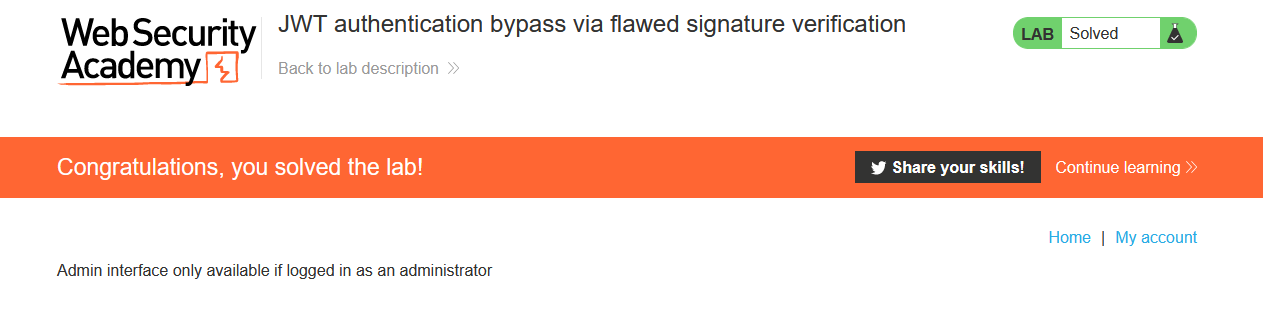 Web Security
Academy
JWT authentication bypass via flawed signature verification
Back to lab description
LAB Solved
Congratulations, you solved the lab!
Share your skills!
Continue learning
Home | My account
Admin interface only available if logged in as an administrator